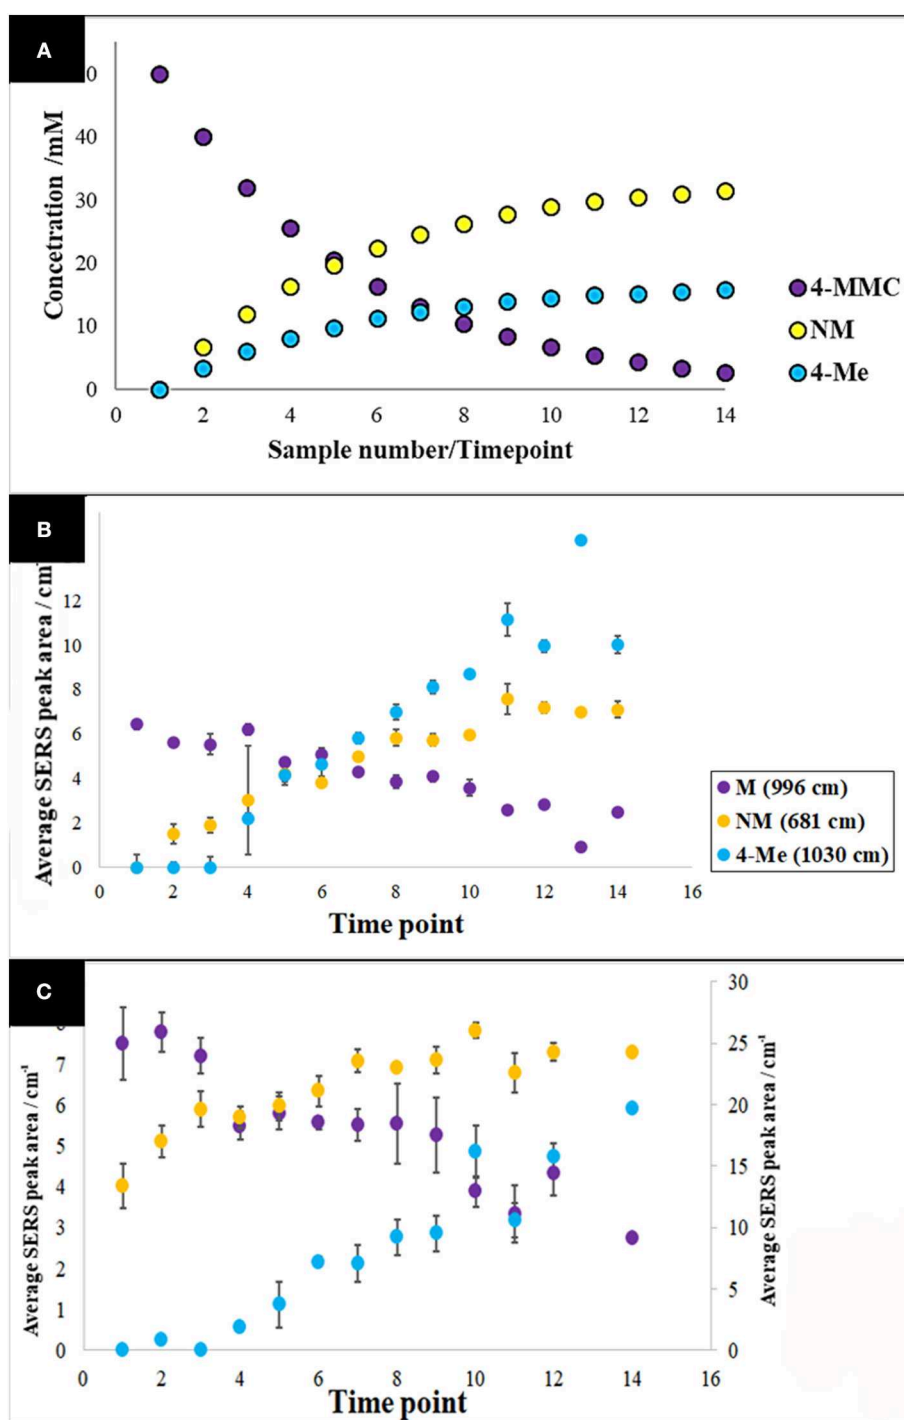 A
0
40
30
20
10
0
Concetration /mM
0 2 4 6 8 10 12 14
Sample number/Timepoint
4-MMC
NM
4-Me
B
12
10
8
6
4
2
0
Average SERS peak area / cm⁻
0 2 4 6 8 10 12 14 16
Time point
M (996 cm)
NM (681 cm)
4-Me (1030 cm)
C
7
6
5
4
3
2
1
0
Average SERS peak area / cm⁻¹
30
25
20
15
10
5
0
Average SERS peak area / cm⁻¹
0 2 4 6 8 10 12 14 16
Time point